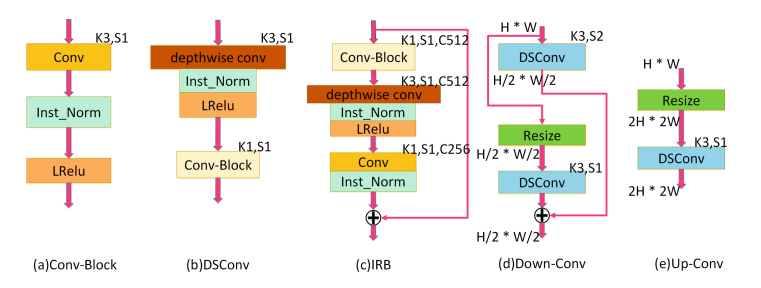 K3,S1
Conv
Inst_Norm
LRelu
(a)Conv-Block
K3,S1
depthwise conv
Inst_Norm
LRelu
K1,S1
Conv-Block
(b)DSConv
K1,S1,C512
Conv-Block
K3,S1,C512
depthwise conv
Inst_Norm
LRelu
K1,S1,C256
Conv
Inst_Norm
(c)IRB
H * W
K3,S2
DSConv
H/2 * W/2
Resize
H/2 * W/2
K3,S1
DSConv
H/2 * W/2
(d)Down-Conv
H * W
Resize
2H * 2W
K3,S1
DSConv
2H * 2W
(e)Up-Conv